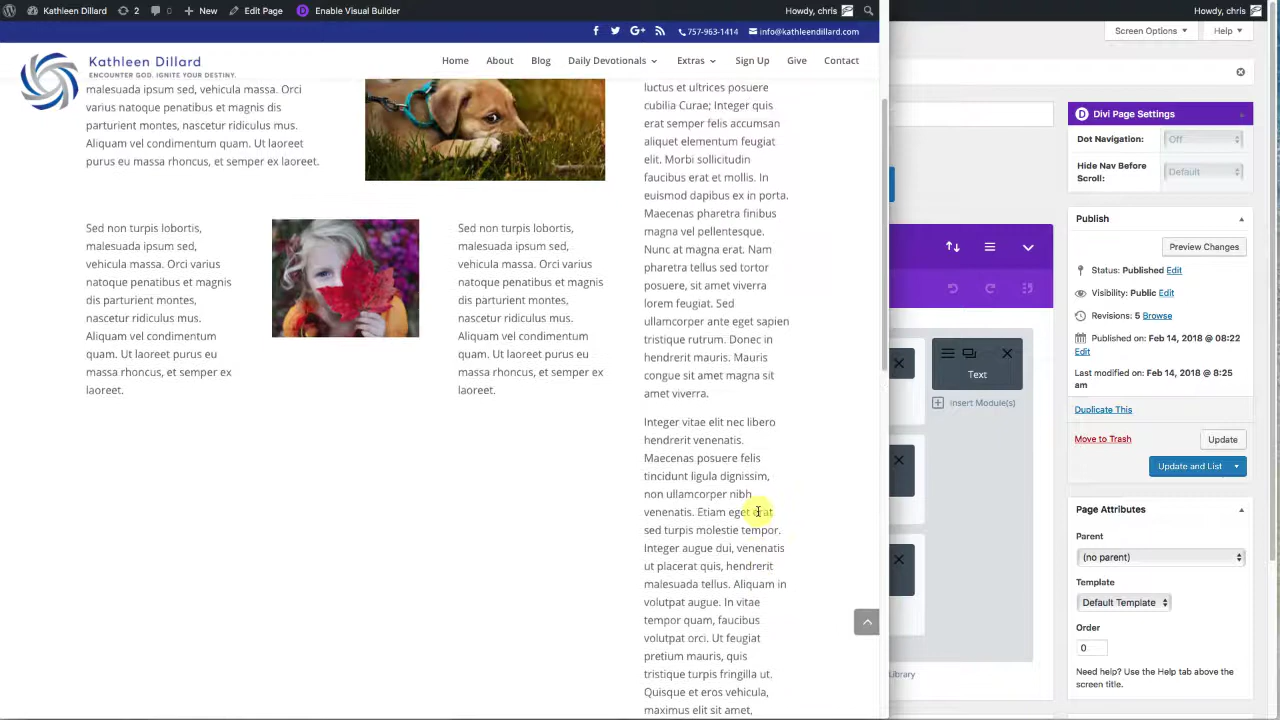 Kathleen Dillard
2
0
New
Edit Page
D
Enable Visual Builder
Howdy, chris
757-963-1414
info@kathleendillard.com
Kathleen Dillard
ENCOUNTER GOD. IGNITE YOUR DESTINY.
Home
About
Blog
Daily Devotionals
Extras
Sign Up
Give
Contact
malesuada ipsum sed, vehicula massa. Orci
varius natoque penatibus et magnis dis
parturient montes, nascetur ridiculus mus.
Aliquam vel condimentum quam. Ut laoreet
purus eu massa rhoncus, et semper ex laoreet.
Sed non turpis lobortis,
malesuada ipsum sed,
vehicula massa. Orci varius
natoque penatibus et magnis
dis parturient montes,
nascetur ridiculus mus.
Aliquam vel condimentum
quam. Ut laoreet purus eu
massa rhoncus, et semper ex
laoreet.
Sed non turpis lobortis,
malesuada ipsum sed,
vehicula massa. Orci varius
natoque penatibus et magnis
dis parturient montes,
nascetur ridiculus mus.
Aliquam vel condimentum
quam. Ut laoreet purus eu
massa rhoncus, et semper ex
laoreet.
luctus et ultrices posuere
cubilia Curae; Integer quis
erat semper felis accumsan
aliquet elementum feugiat
elit. Morbi sollicitudin
faucibus erat et mollis. In
euismod dapibus ex in porta.
Maecenas pharetra finibus
magna vel pellentesque.
Nunc at magna erat. Nam
pharetra tellus sed tortor
posuere, sit amet viverra
lorem feugiat. Sed
ullamcorper ante eget sapien
tristique rutrum. Donec in
hendrerit mauris. Mauris
congue sit amet magna sit
amet viverra.
Integer vitae elit nec libero
hendrerit venenatis.
Maecenas posuere felis
tincidunt ligula dignissim,
non ullamcorper nibh
venenatis. Etiam eget erat
sed turpis molestie tempor.
Integer augue dui, venenatis
ut placerat quis, hendrerit
malesuada tellus. Aliquam in
volutpat augue. In vitae
tempor quam, faucibus
volutpat orci. Ut feugiat
pretium mauris, quis
tristique turpis fringilla ut.
Quisque et eros vehicula,
maximus elit sit amet,
Howdy, chris
Screen Options
Help
D
Divi Page Settings
Dot Navigation:
Off
Hide Nav Before
Scroll:
Default
Publish
Preview Changes
Status: Published Edit
Visibility: Public Edit
Revisions: 5 Browse
Published on: Feb 14, 2018 @ 08:22
Edit
Last modified on: Feb 14, 2018 @ 8:25
am
Duplicate This
Move to Trash
Update
Update and List
Page Attributes
Parent
(no parent)
Template
Default Template
Order
0
Need help? Use the Help tab above the
screen title.
Text
Insert Module(s)
Library